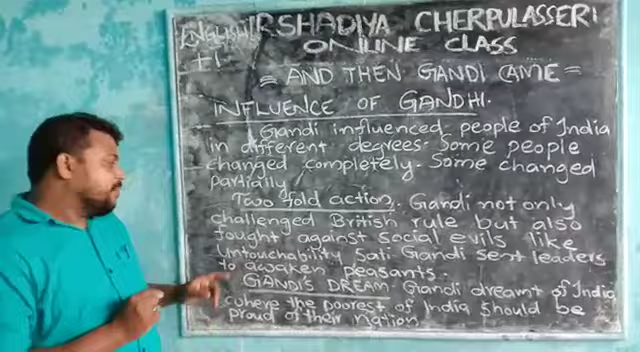 ENGLISH IRSHADIYA CHERPULASSERI
+1 ONLINE CLASS
= AND THEN GANDI CAME =
INFLUENCE OF GANDHI.
Gandi influenced people of India
in different degrees. Some people
changed completely. Some changed
partially
Two fold action. Gandi not only
challenged British rule but also
fought against social evils like
Untouchability Sati Gandi sent leaders
to awaken peasants.
GANDI'S DREAM. Gandi dreamt of India
where the poorest of India should be
proud of their nation